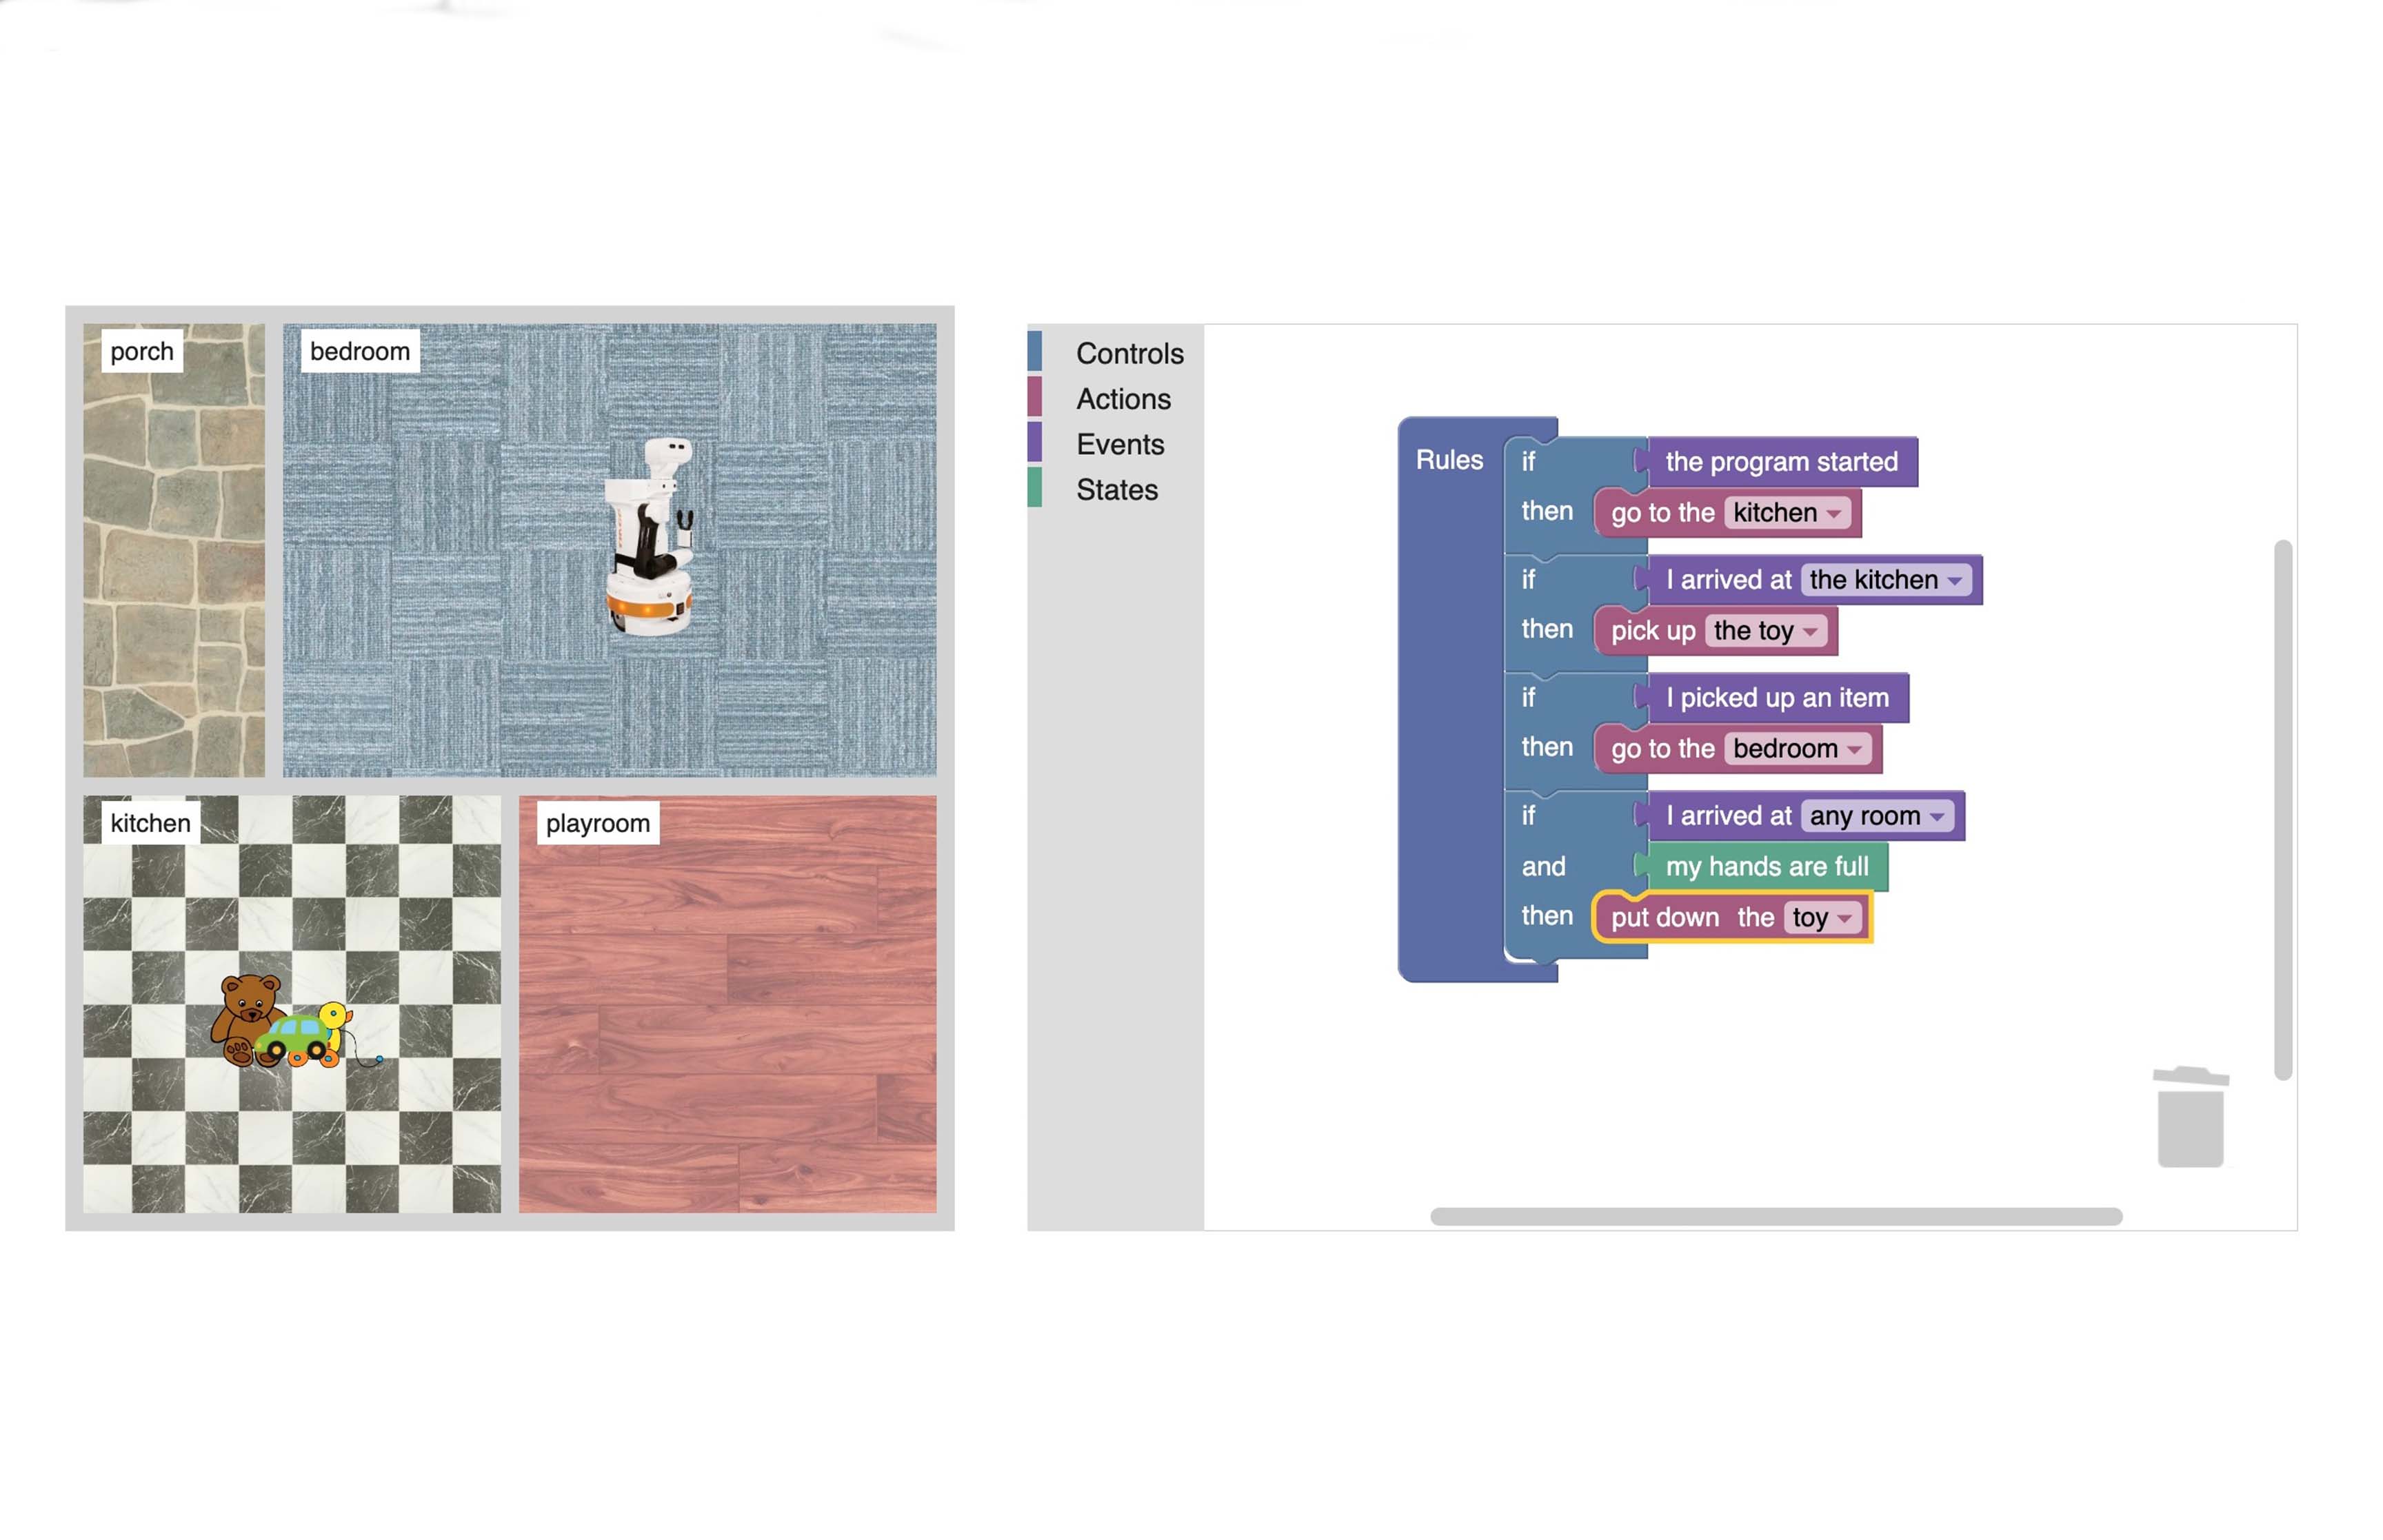 porch
bedroom
kitchen
playroom
Controls
Actions
Events
States
Rules
if the program started
then go to the kitchen
if I arrived at the kitchen
then pick up the toy
if I picked up an item
then go to the bedroom
if I arrived at any room
and my hands are full
then put down the toy